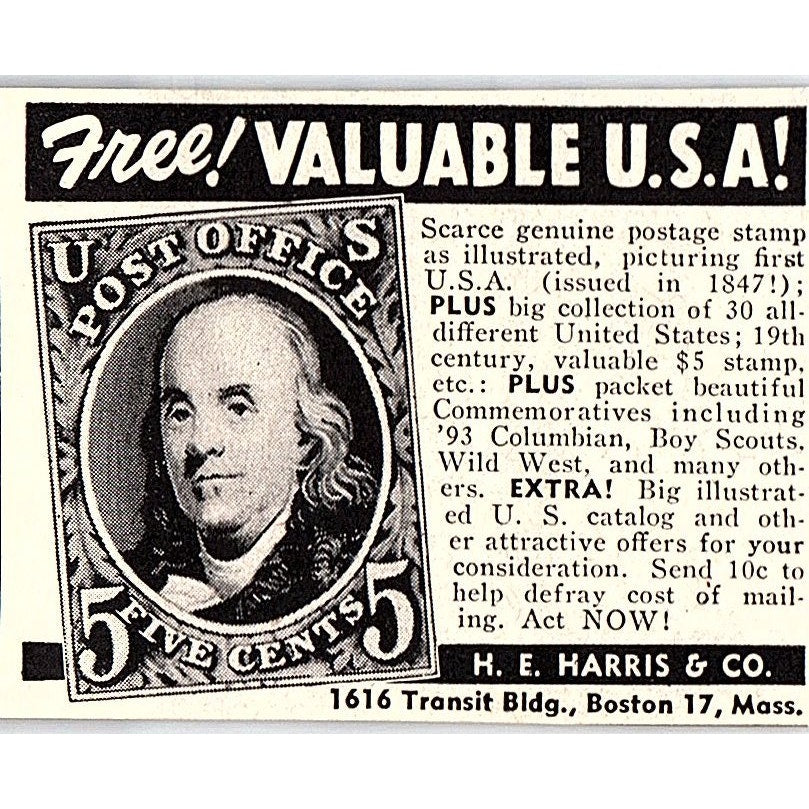 Free! VALUABLE U.S.A!
U S
POST OFFICE
5 FIVE CENTS 5
Scarce genuine postage stamp
as illustrated, picturing first
U.S.A. (issued in 1847!);
PLUS big collection of 30 all-
different United States; 19th
century, valuable $5 stamp,
etc.: PLUS packet beautiful
Commemoratives including
'93 Columbian, Boy Scouts,
Wild West, and many oth-
ers. EXTRA! Big illustrat-
ed U. S. catalog and oth-
er attractive offers for your
consideration. Send 10c to
help defray cost of mail-
ing. Act NOW!
H. E. HARRIS & CO.
1616 Transit Bldg., Boston 17, Mass.